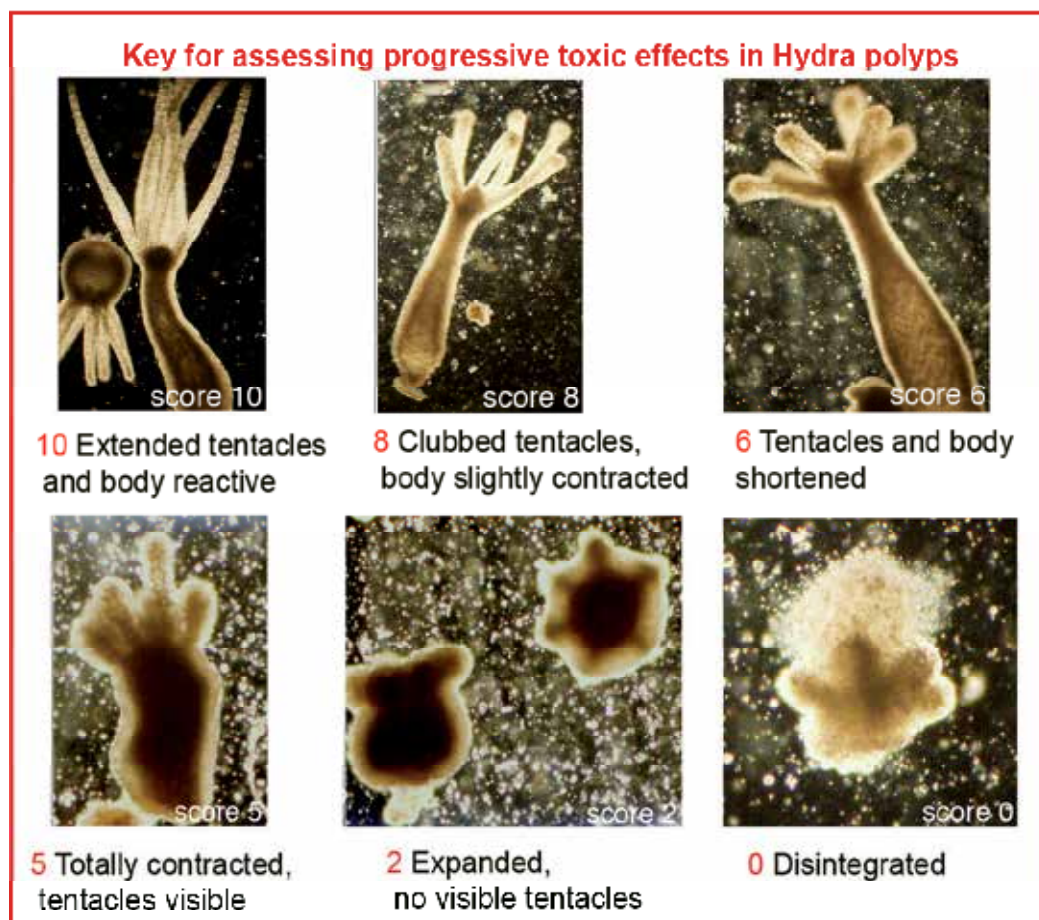 Key for assessing progressive toxic effects in Hydra polyps
score 10
score 8
score 6
10 Extended tentacles
and body reactive
8 Clubbed tentacles,
body slightly contracted
6 Tentacles and body
shortened
score 5
score 2
score 0
5 Totally contracted,
tentacles visible
2 Expanded,
no visible tentacles
0 Disintegrated